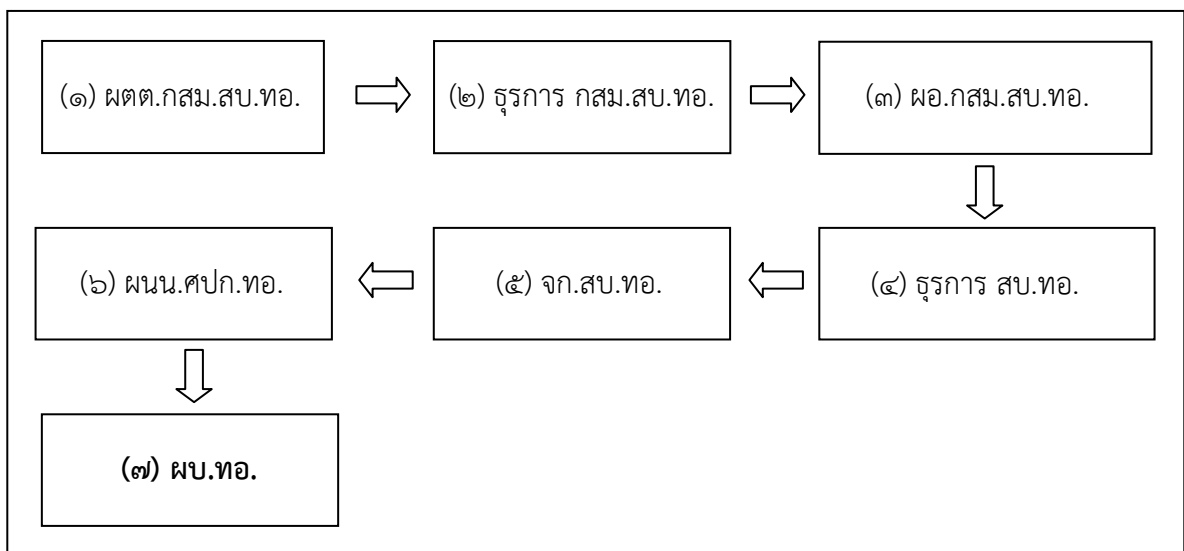 (๑) ผตต.กสม.สบ.ทอ.
(๒) ธุรการ กสม.สบ.ทอ.
(๓) ผอ.กสม.สบ.ทอ.
(๔) ธุรการ สบ.ทอ.
(๕) จก.สบ.ทอ.
(๖) ผนน.ศปก.ทอ.
(๗) ผบ.ทอ.